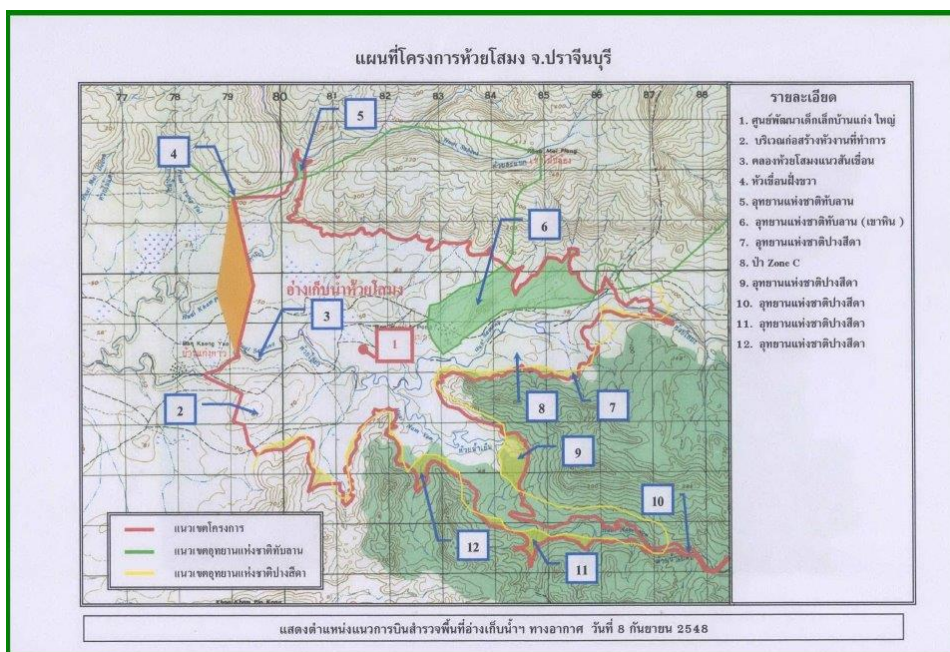 แผนที่โครงการห้วยโสมง จ.ปราจีนบุรี
77 78 79 80 81 82 83 84 85 86 87 88
5
4
6
อ่างเก็บน้ำห้วยโสมง
3
1
บ้านแก่งยาว
2
8
7
ห้วยน้ำเย็น
9
10
12
11
แนวเขตโครงการ
แนวเขตอุทยานแห่งชาติทับลาน
แนวเขตอุทยานแห่งชาติปางสีดา
รายละเอียด
1. ศูนย์พัฒนาเด็กเล็กบ้านแก่ง ใหญ่
2. บริเวณก่อสร้างหัวงานที่ทำการ
3. คลองห้วยโสมงแนวสันเขื่อน
4. หัวเขื่อนฝั่งขวา
5. อุทยานแห่งชาติทับลาน
6. อุทยานแห่งชาติทับลาน (เขาหิน )
7. อุทยานแห่งชาติปางสีดา
8. ป่า Zone C
9. อุทยานแห่งชาติปางสีดา
10. อุทยานแห่งชาติปางสีดา
11. อุทยานแห่งชาติปางสีดา
12. อุทยานแห่งชาติปางสีดา
แสดงตำแหน่งแนวการบินสำรวจพื้นที่อ่างเก็บน้ำฯ ทางอากาศ วันที่ 8 กันยายน 2548